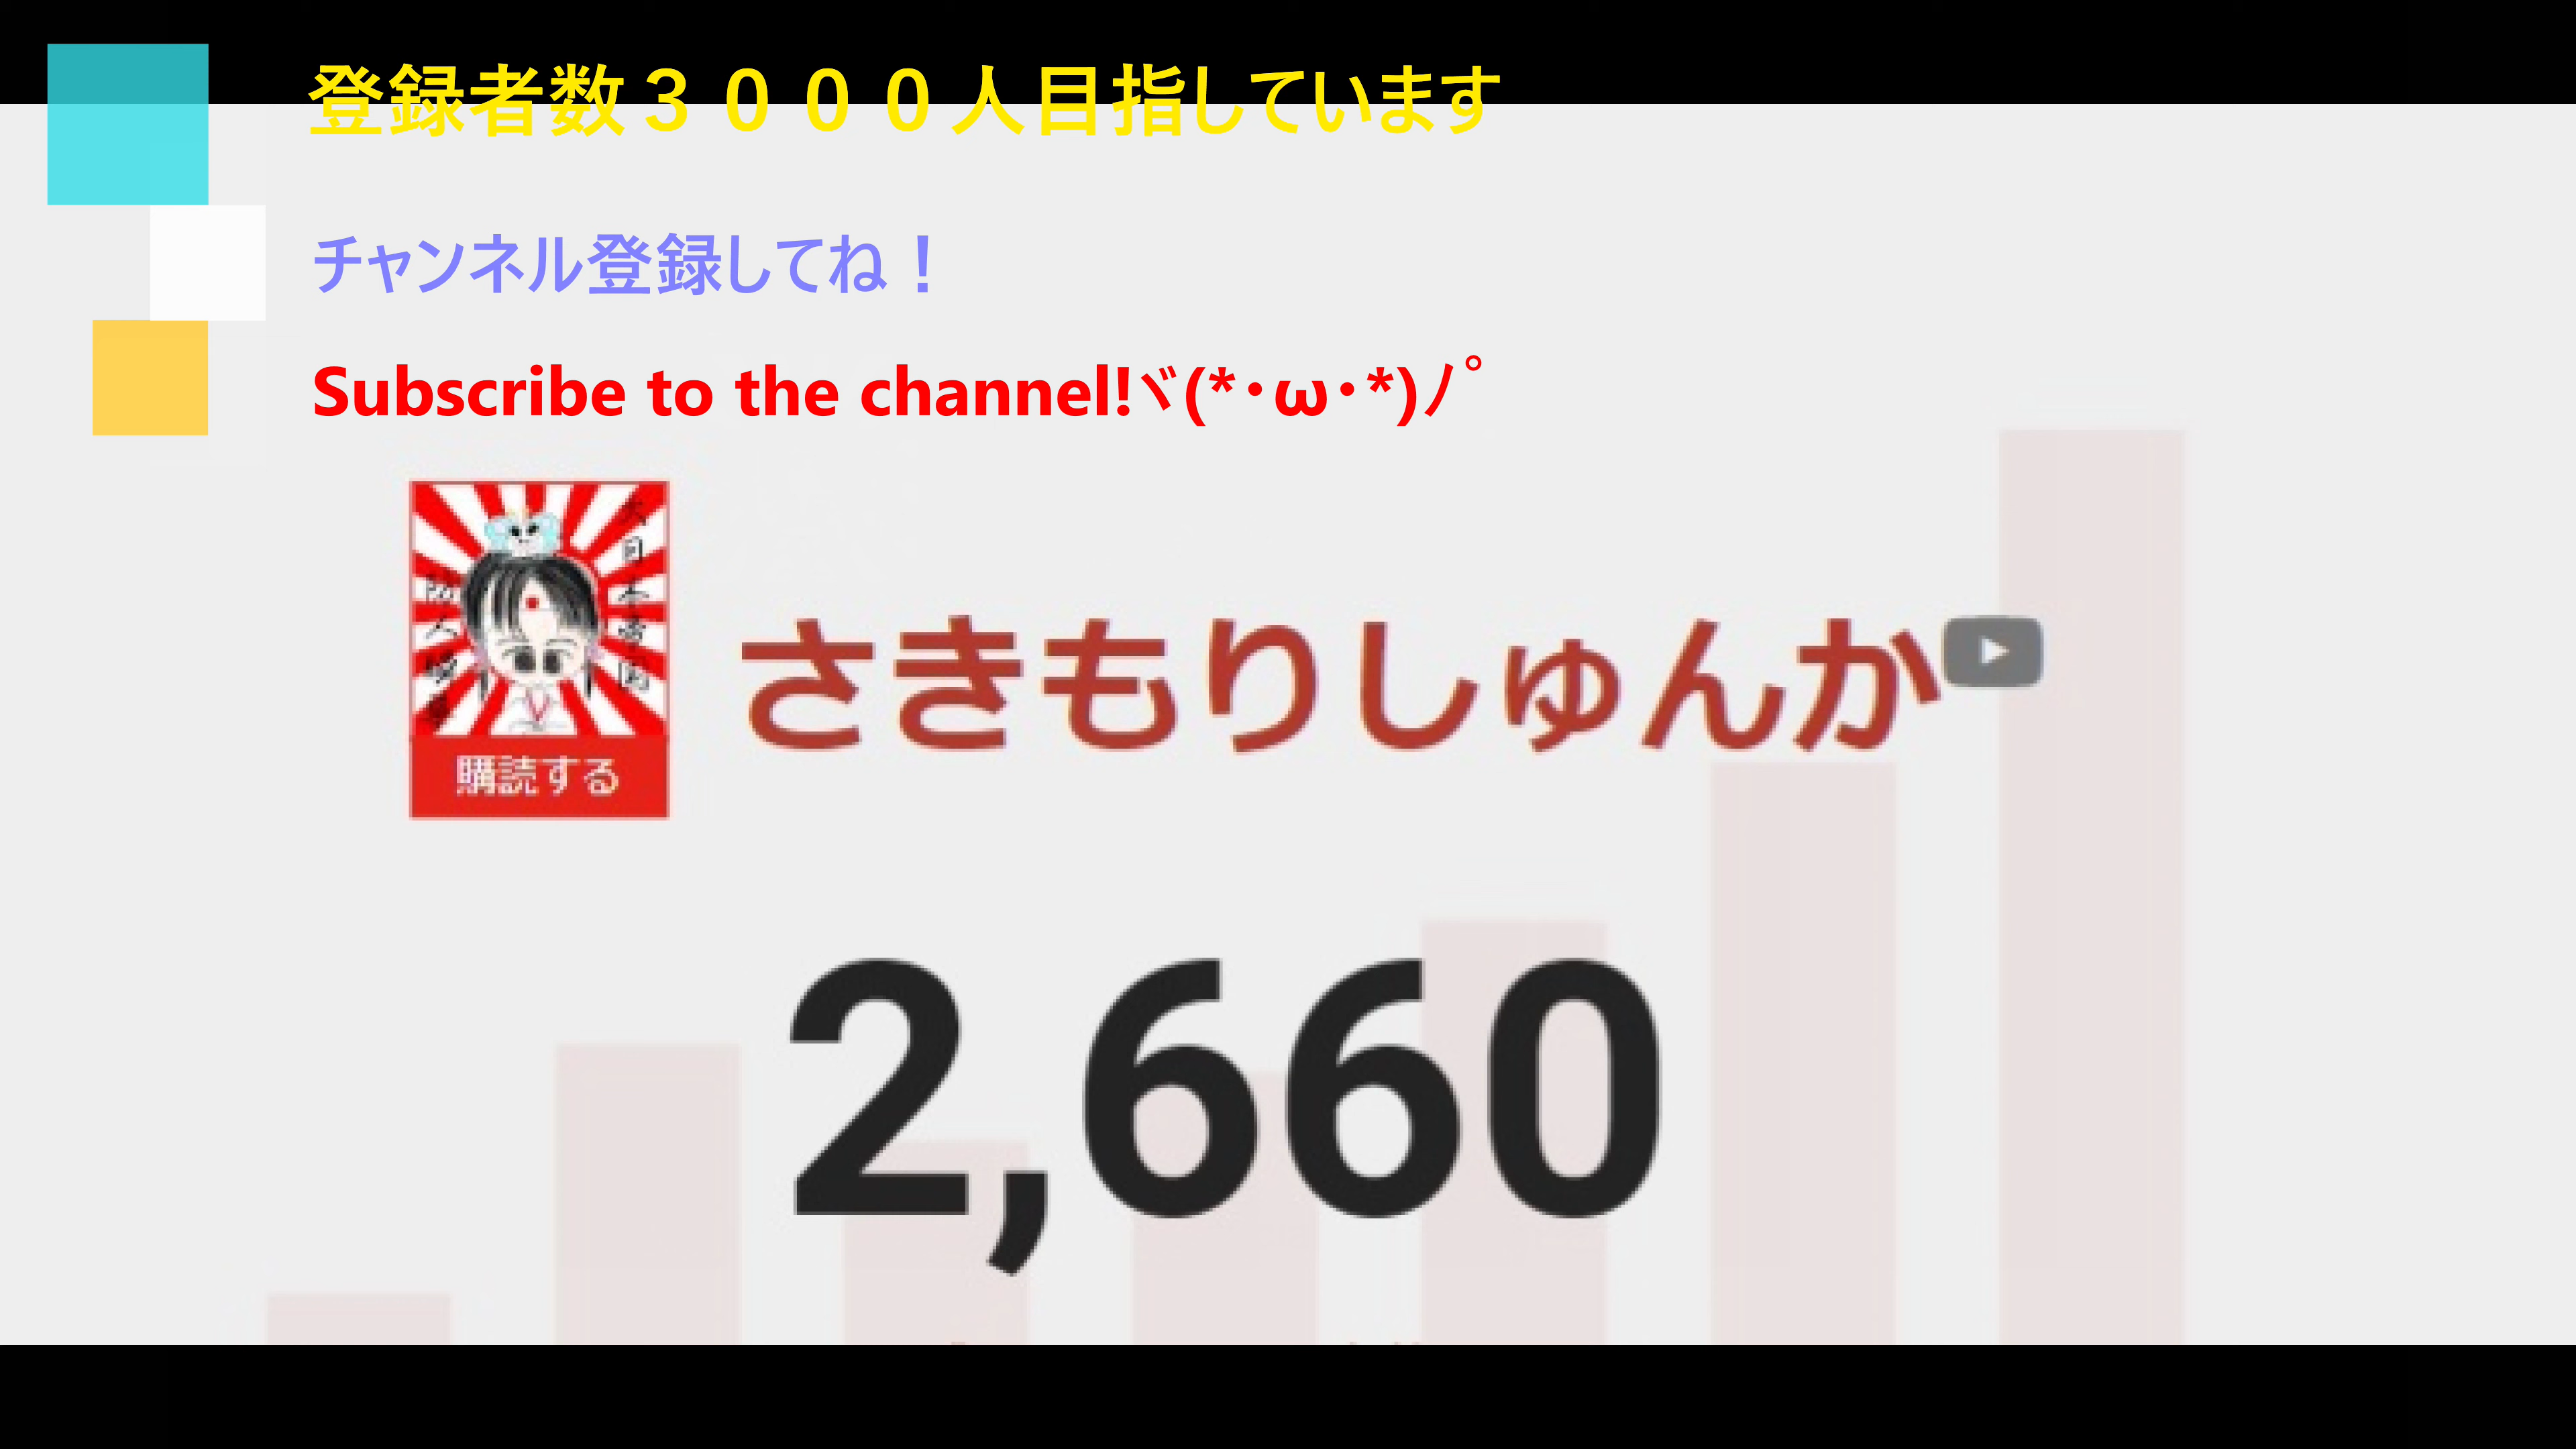 登録者数３０００人目指しています
チャンネル登録してね！
Subscribe to the channel!ヾ(*･ω･*)ﾉﾟ
さきもりしゅんか
購読する
2,660